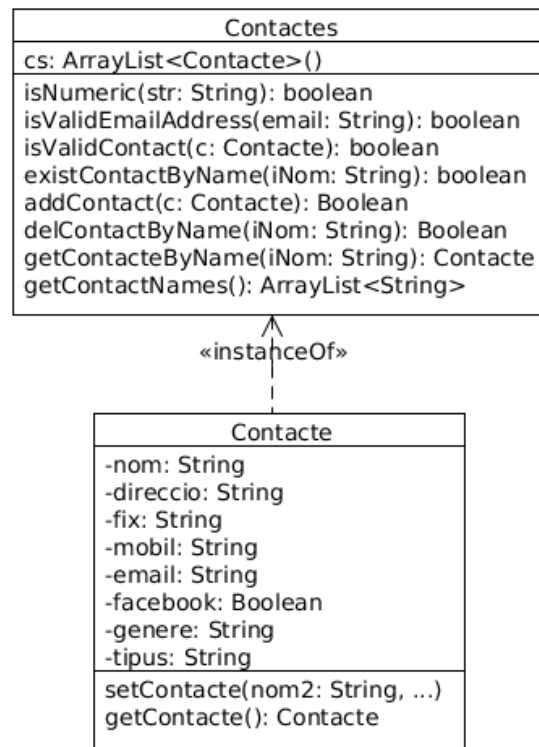 Contactes
cs: ArrayList<Contacte>()
isNumeric(str: String): boolean
isValidEmailAddress(email: String): boolean
isValidContact(c: Contacte): boolean
existContactByName(iNom: String): boolean
addContact(c: Contacte): Boolean
delContactByName(iNom: String): Boolean
getContacteByName(iNom: String): Contacte
getContactNames(): ArrayList<String>
«instanceOf»
Contacte
-nom: String
-direccio: String
-fix: String
-mobil: String
-email: String
-facebook: Boolean
-genere: String
-tipus: String
setContacte(nom2: String, ...)
getContacte(): Contacte